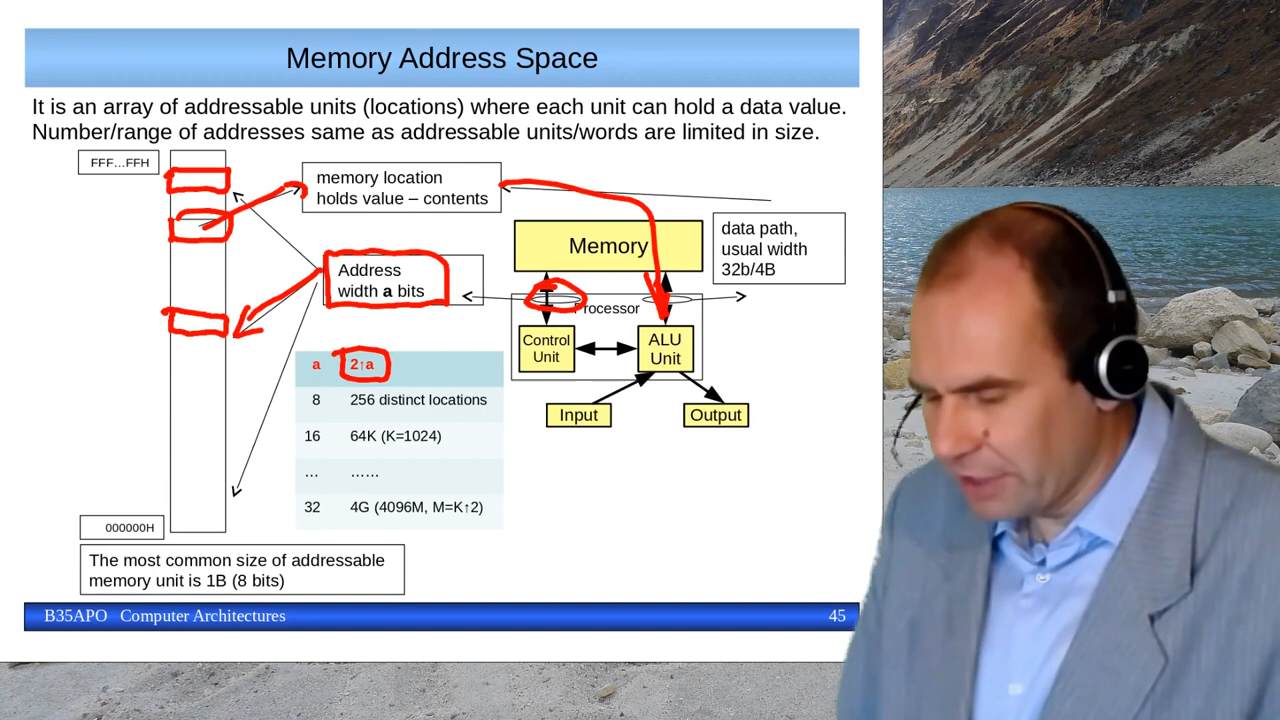 Memory Address Space
It is an array of addressable units (locations) where each unit can hold a data value.
Number/range of addresses same as addressable units/words are limited in size.
FFF...FFH
memory location
holds value – contents
Memory
data path,
usual width
32b/4B
Address
width a bits
Processor
Control
Unit
ALU
Unit
Input
Output
a 2↑a
8 256 distinct locations
16 64K (K=1024)
... ......
32 4G (4096M, M=K↑2)
000000H
The most common size of addressable
memory unit is 1B (8 bits)
B35APO Computer Architectures 45